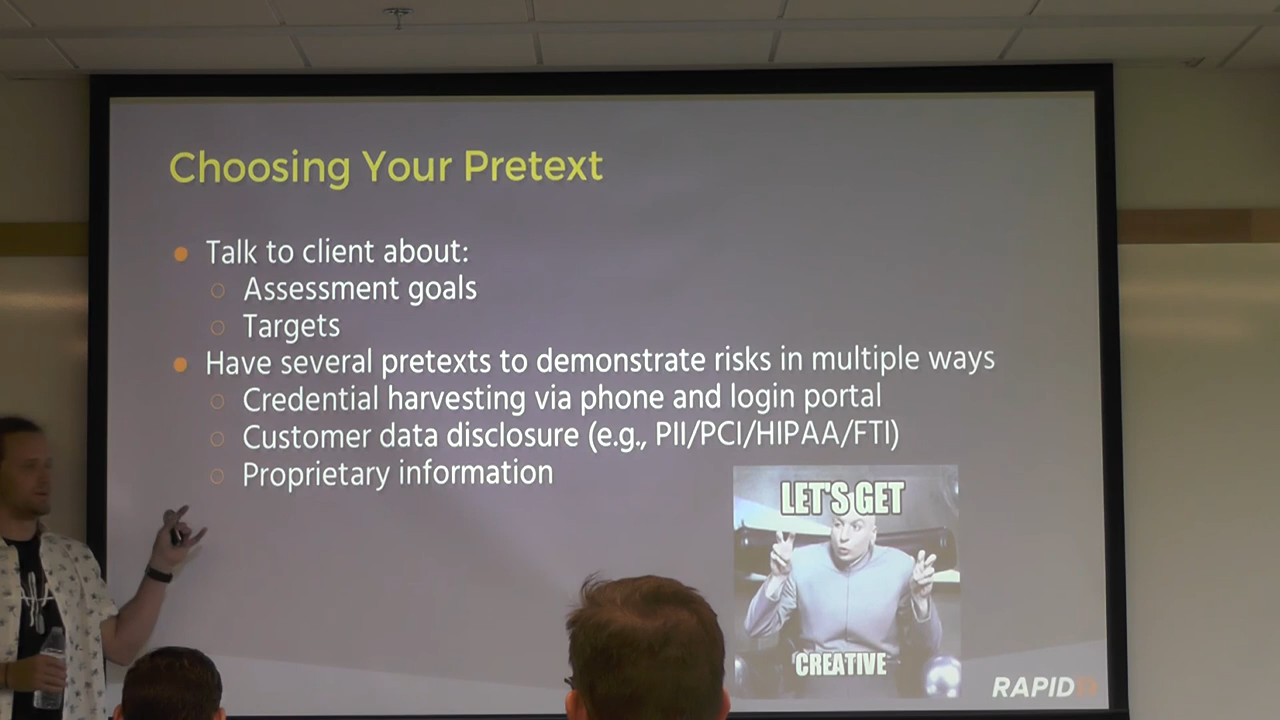 Choosing Your Pretext
● Talk to client about:
○ Assessment goals
○ Targets
● Have several pretexts to demonstrate risks in multiple ways
○ Credential harvesting via phone and login portal
○ Customer data disclosure (e.g., PII/PCI/HIPAA/FTI)
○ Proprietary information
LET'S GET
CREATIVE
RAPID